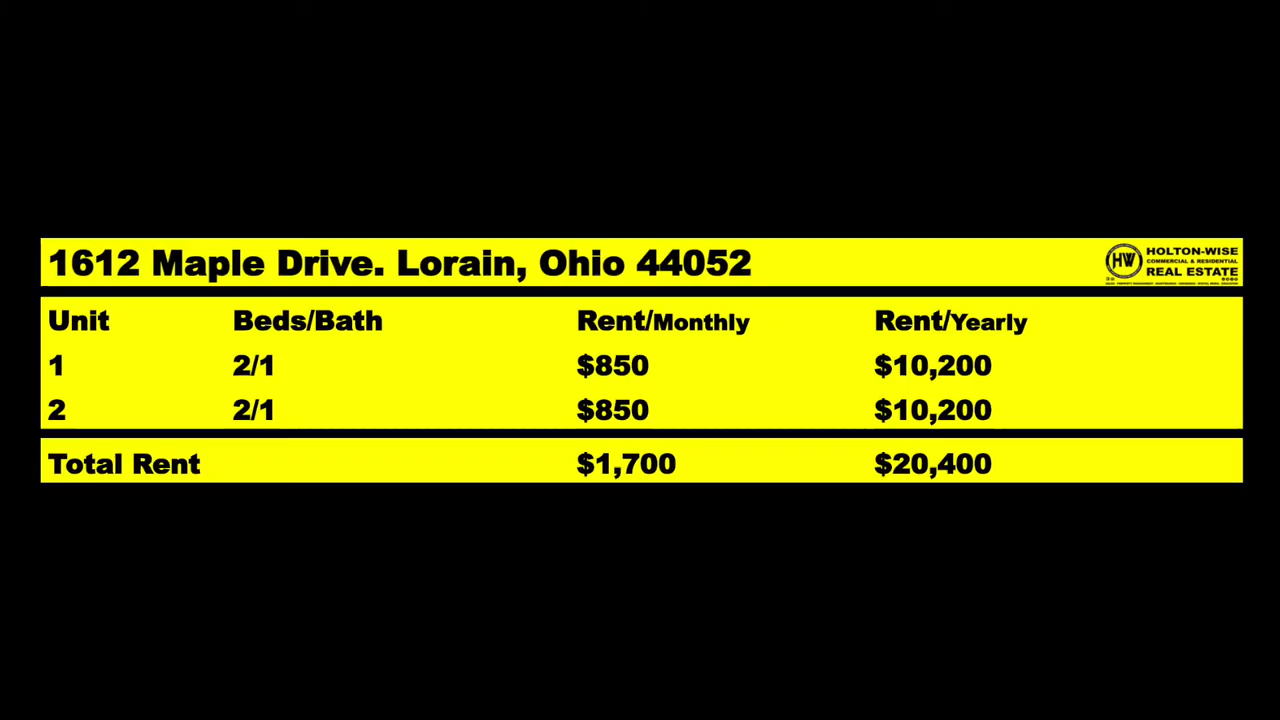 1612 Maple Drive. Lorain, Ohio 44052
HW
HOLTON-WISE
COMMERCIAL & RESIDENTIAL
REAL ESTATE
Unit Beds/Bath Rent/Monthly Rent/Yearly
1 2/1 $850 $10,200
2 2/1 $850 $10,200
Total Rent $1,700 $20,400